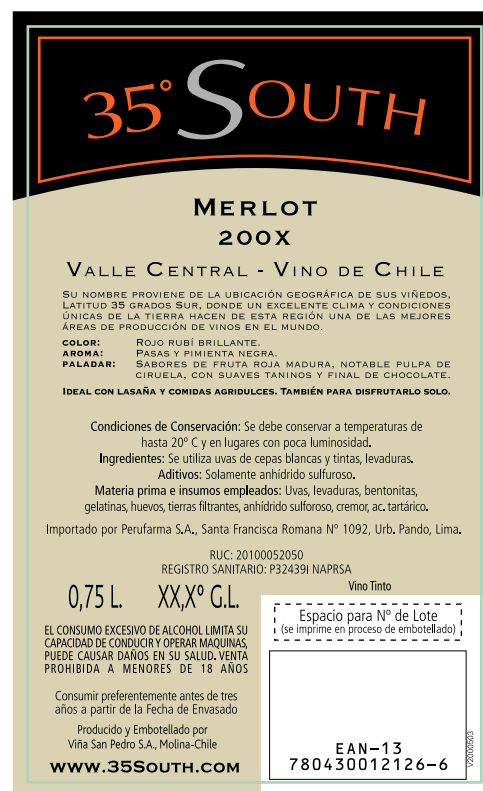 35° SOUTH
MERLOT
200X
VALLE CENTRAL - VINO DE CHILE
SU NOMBRE PROVIENE DE LA UBICACIÓN GEOGRÁFICA DE SUS VIÑEDOS,
LATITUD 35 GRADOS SUR, DONDE UN EXCELENTE CLIMA Y CONDICIONES
ÚNICAS DE LA TIERRA HACEN DE ESTA REGIÓN UNA DE LAS MEJORES
ÁREAS DE PRODUCCIÓN DE VINOS EN EL MUNDO.
COLOR: ROJO RUBÍ BRILLANTE.
AROMA: PASAS Y PIMIENTA NEGRA.
PALADAR: SABORES DE FRUTA ROJA MADURA, NOTABLE PULPA DE
CIRUELA, CON SUAVES TANINOS Y FINAL DE CHOCOLATE.
IDEAL CON LASAÑA Y COMIDAS AGRIDULCES. TAMBIÉN PARA DISFRUTARLO SOLO.
Condiciones de Conservación: Se debe conservar a temperaturas de
hasta 20º C y en lugares con poca luminosidad.
Ingredientes: Se utiliza uvas de cepas blancas y tintas, levaduras.
Aditivos: Solamente anhídrido sulfuroso.
Materia prima e insumos empleados: Uvas, levaduras, bentonitas,
gelatinas, huevos, tierras filtrantes, anhídrido sulforoso, cremor, ac. tartárico.
Importado por Perufarma S.A., Santa Francisca Romana Nº 1092, Urb. Pando, Lima.
RUC: 20100052050
REGISTRO SANITARIO: P32439I NAPRSA
0,75 L. XX,Xº G.L.
Vino Tinto
EL CONSUMO EXCESIVO DE ALCOHOL LIMITA SU
CAPACIDAD DE CONDUCIR Y OPERAR MAQUINAS,
PUEDE CAUSAR DAÑOS EN SU SALUD. VENTA
PROHIBIDA A MENORES DE 18 AÑOS
Consumir preferentemente antes de tres
años a partir de la Fecha de Envasado
Producido y Embotellado por
Viña San Pedro S.A., Molina-Chile
WWW.35SOUTH.COM
Espacio para Nº de Lote
(se imprime en proceso de embotellado)
EAN-13
780430012126-6
V2000503